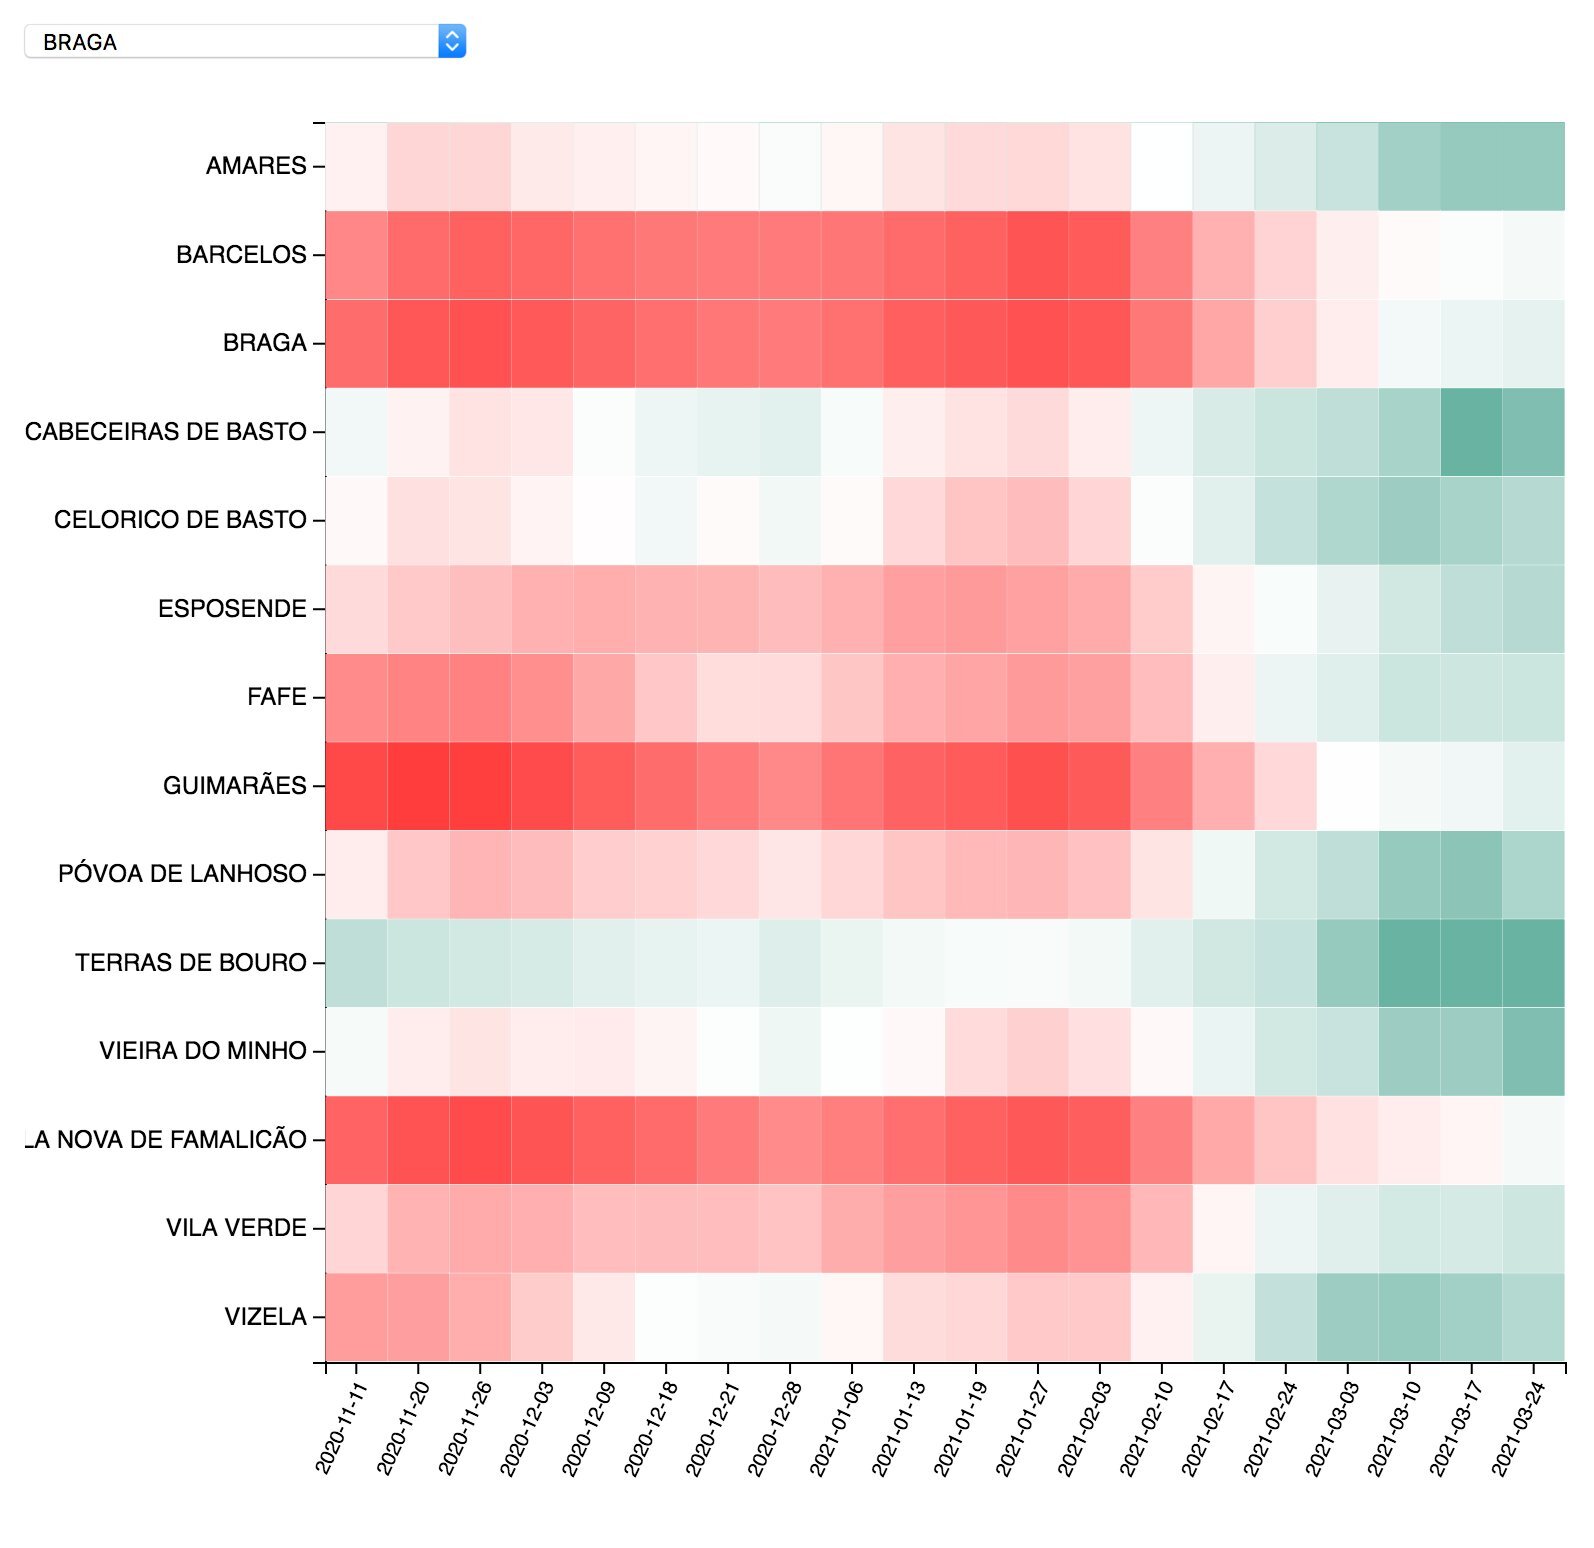 BRAGA
AMARES
BARCELOS
BRAGA
CABECEIRAS DE BASTO
CELORICO DE BASTO
ESPOSENDE
FAFE
GUIMARÃES
PÓVOA DE LANHOSO
TERRAS DE BOURO
VIEIRA DO MINHO
LA NOVA DE FAMALICÃO
VILA VERDE
VIZELA
2020-11-11
2020-11-20
2020-11-26
2020-12-03
2020-12-09
2020-12-18
2020-12-21
2020-12-28
2021-01-06
2021-01-13
2021-01-19
2021-01-27
2021-02-03
2021-02-10
2021-02-17
2021-02-24
2021-03-03
2021-03-10
2021-03-17
2021-03-24